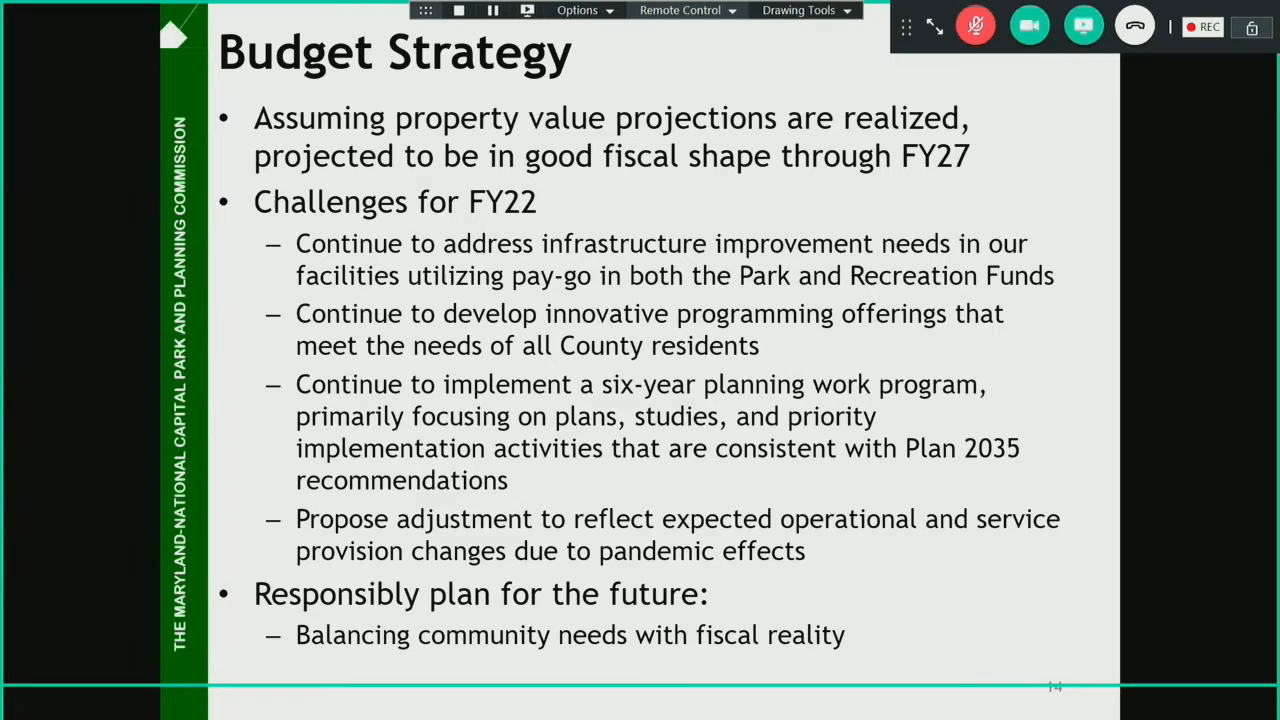 Options
Remote Control
Drawing Tools
REC
Budget Strategy
• Assuming property value projections are realized,
projected to be in good fiscal shape through FY27
• Challenges for FY22
– Continue to address infrastructure improvement needs in our
facilities utilizing pay-go in both the Park and Recreation Funds
– Continue to develop innovative programming offerings that
meet the needs of all County residents
– Continue to implement a six-year planning work program,
primarily focusing on plans, studies, and priority
implementation activities that are consistent with Plan 2035
recommendations
– Propose adjustment to reflect expected operational and service
provision changes due to pandemic effects
• Responsibly plan for the future:
– Balancing community needs with fiscal reality
14
THE MARYLAND-NATIONAL CAPITAL PARK AND PLANNING COMMISSION